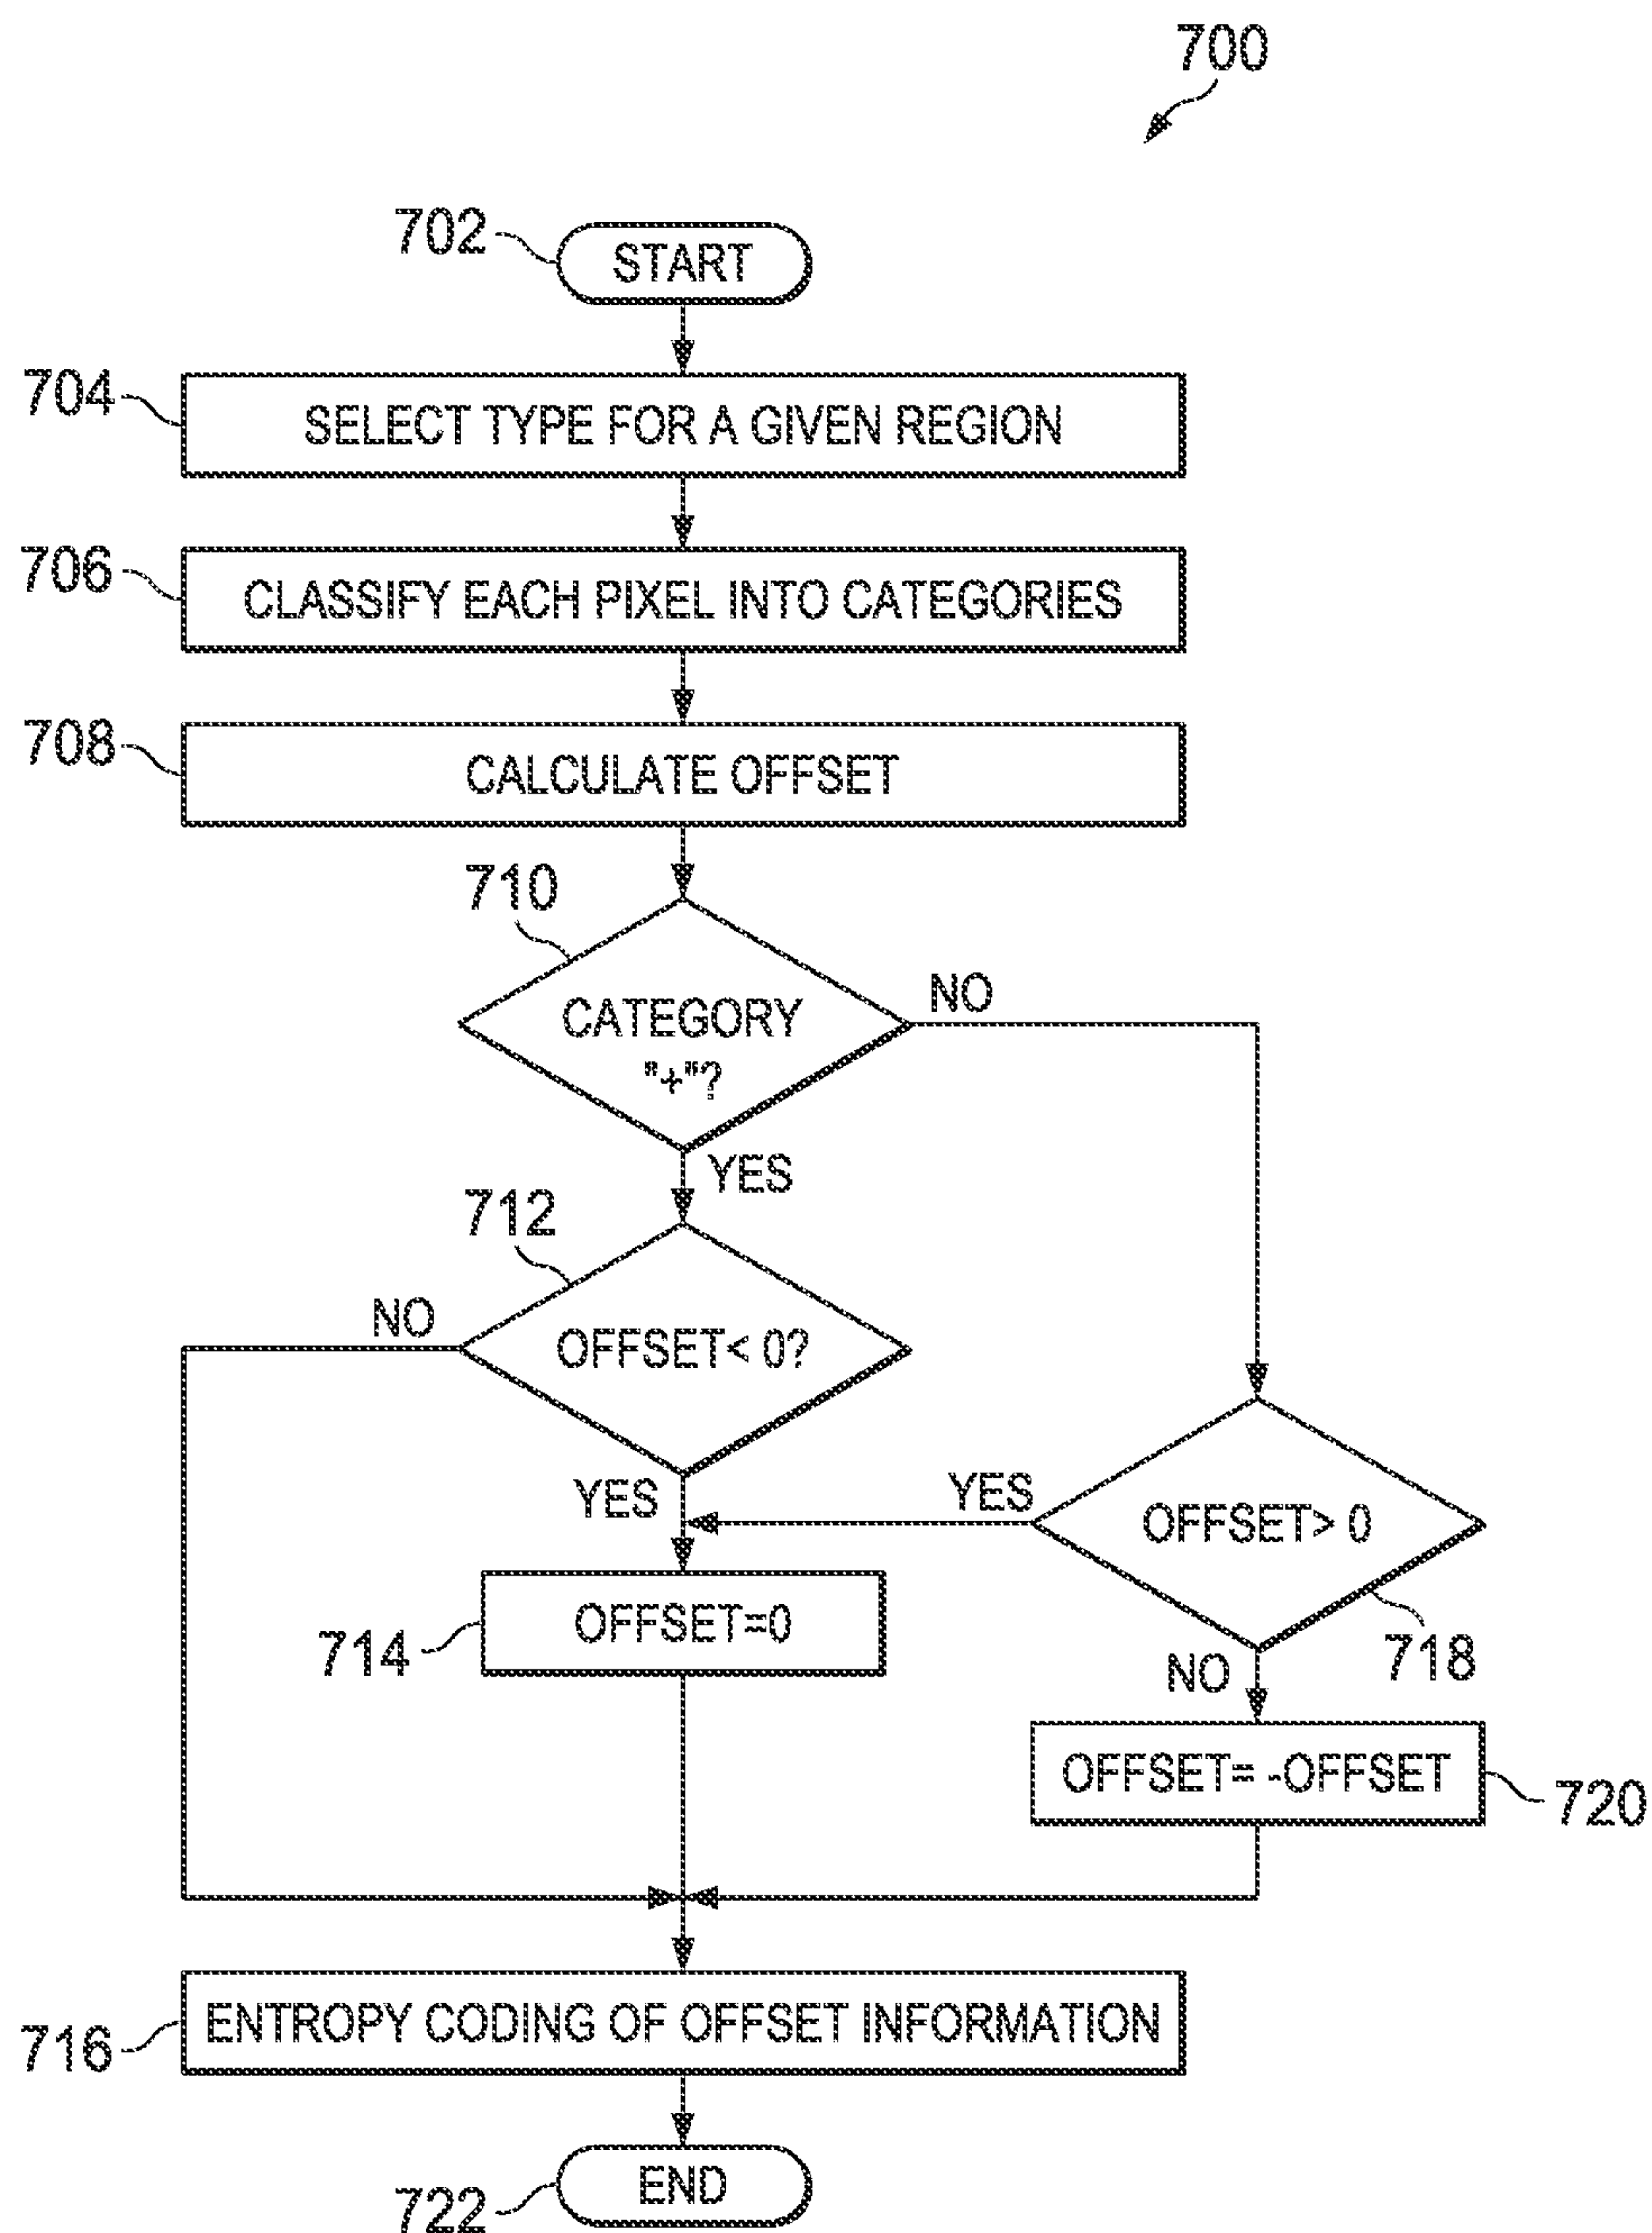 700
702
START
704
SELECT TYPE FOR A GIVEN REGION
706
CLASSIFY EACH PIXEL INTO CATEGORIES
708
CALCULATE OFFSET
710
CATEGORY
"+"?
NO
YES
712
OFFSET< 0?
NO
YES
YES
OFFSET> 0
718
NO
714
OFFSET=0
OFFSET= -OFFSET
720
716
ENTROPY CODING OF OFFSET INFORMATION
722
END